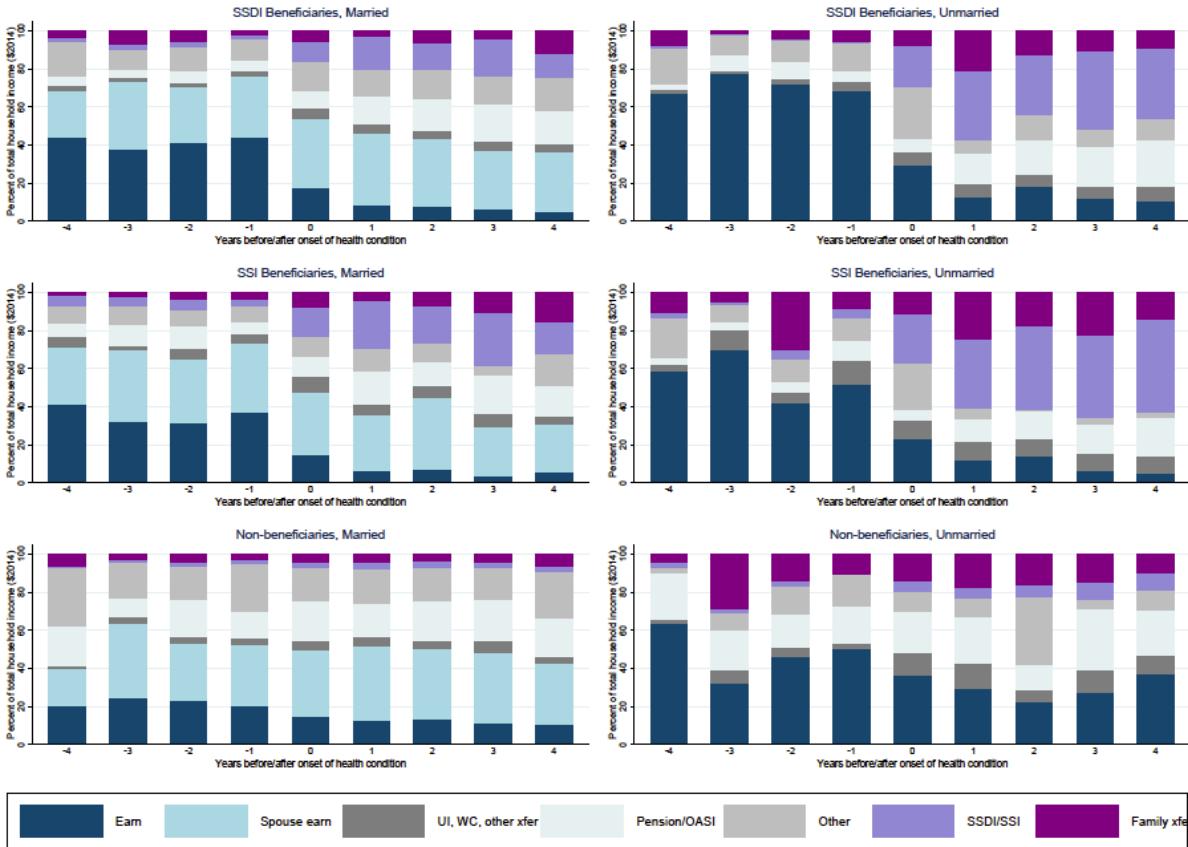 SSDI Beneficiaries, Married
Percent of total household income ($2014)
0 20 40 60 80 100
-4 -3 -2 -1 0 1 2 3 4
Years before/after onset of health condition
SSDI Beneficiaries, Unmarried
Percent of total household income ($2014)
0 20 40 60 80 100
-4 -3 -2 -1 0 1 2 3 4
Years before/after onset of health condition
SSI Beneficiaries, Married
Percent of total household income ($2014)
0 20 40 60 80 100
-4 -3 -2 -1 0 1 2 3 4
Years before/after onset of health condition
SSI Beneficiaries, Unmarried
Percent of total household income ($2014)
0 20 40 60 80 100
-4 -3 -2 -1 0 1 2 3 4
Years before/after onset of health condition
Non-beneficiaries, Married
Percent of total household income ($2014)
0 20 40 60 80 100
-4 -3 -2 -1 0 1 2 3 4
Years before/after onset of health condition
Non-beneficiaries, Unmarried
Percent of total household income ($2014)
0 20 40 60 80 100
-4 -3 -2 -1 0 1 2 3 4
Years before/after onset of health condition
Earn Spouse earn UI, WC, other xfer Pension/OASI Other SSDI/SSI Family xfe